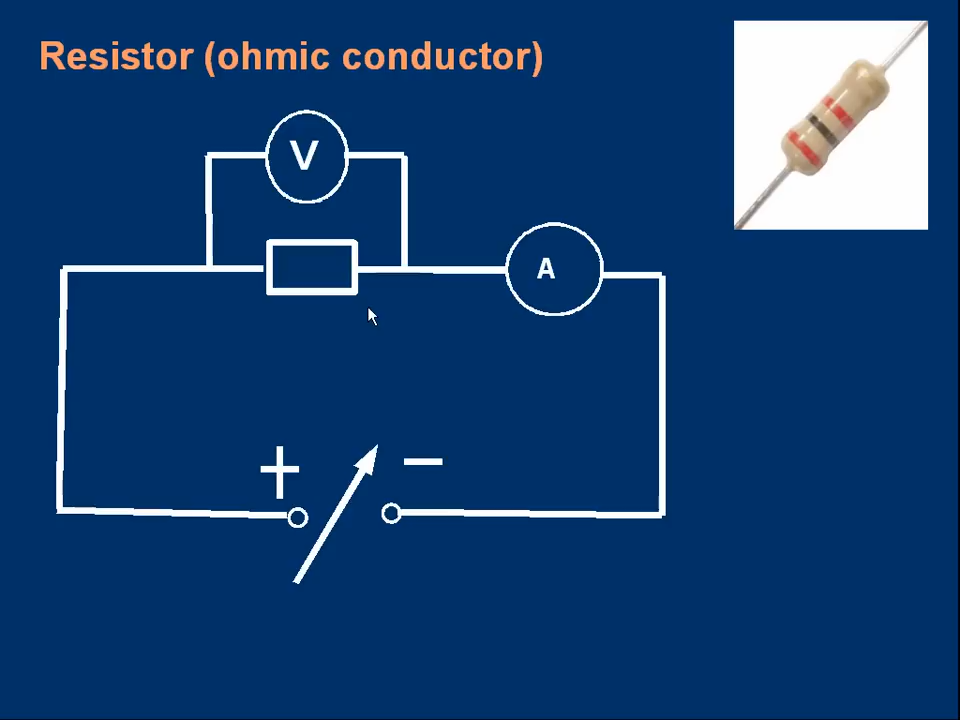 Resistor (ohmic conductor)
V
A
+ −